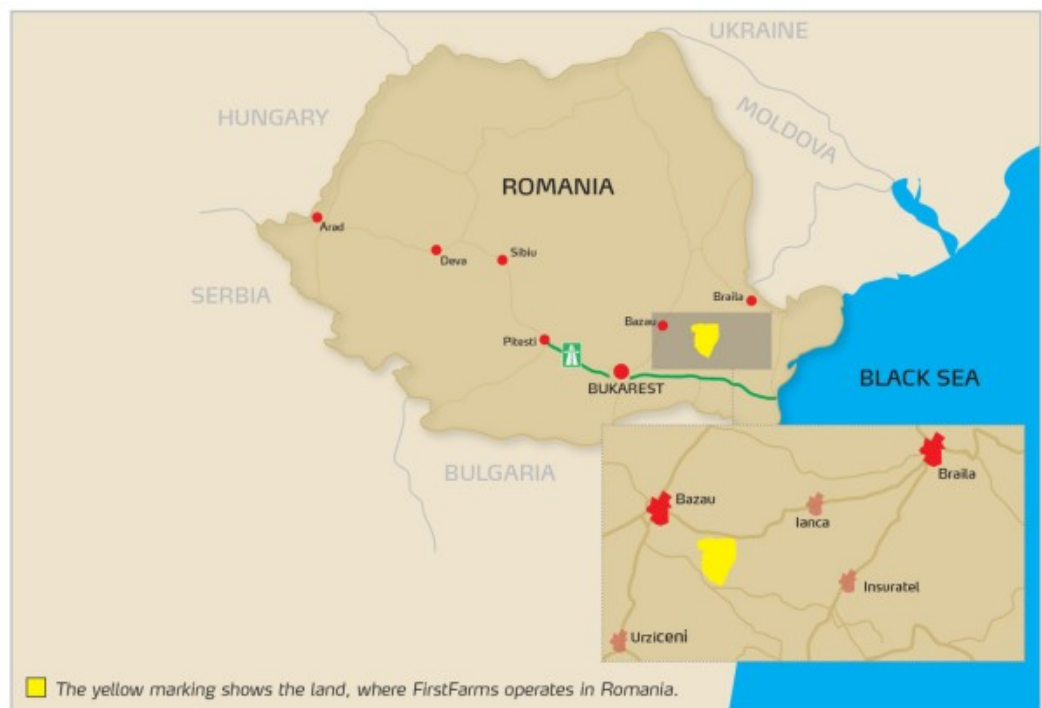 UKRAINE
HUNGARY
MOLDOVA
ROMANIA
Arad
Sibiu
Deva
SERBIA
Braila
Bazau
Pitesti
BLACK SEA
BUKAREST
BULGARIA
Braila
Bazau
Ianca
Insuratel
Urziceni
The yellow marking shows the land, where FirstFarms operates in Romania.